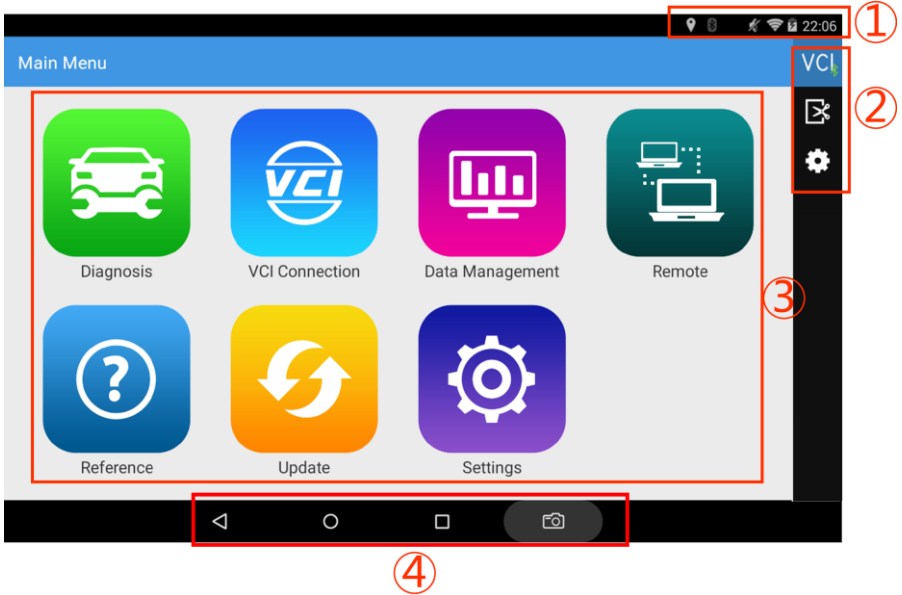 22:06
①
Main Menu
VCI
②
VCI
Diagnosis
VCI Connection
Data Management
Remote
③
?
Reference
Update
Settings
④